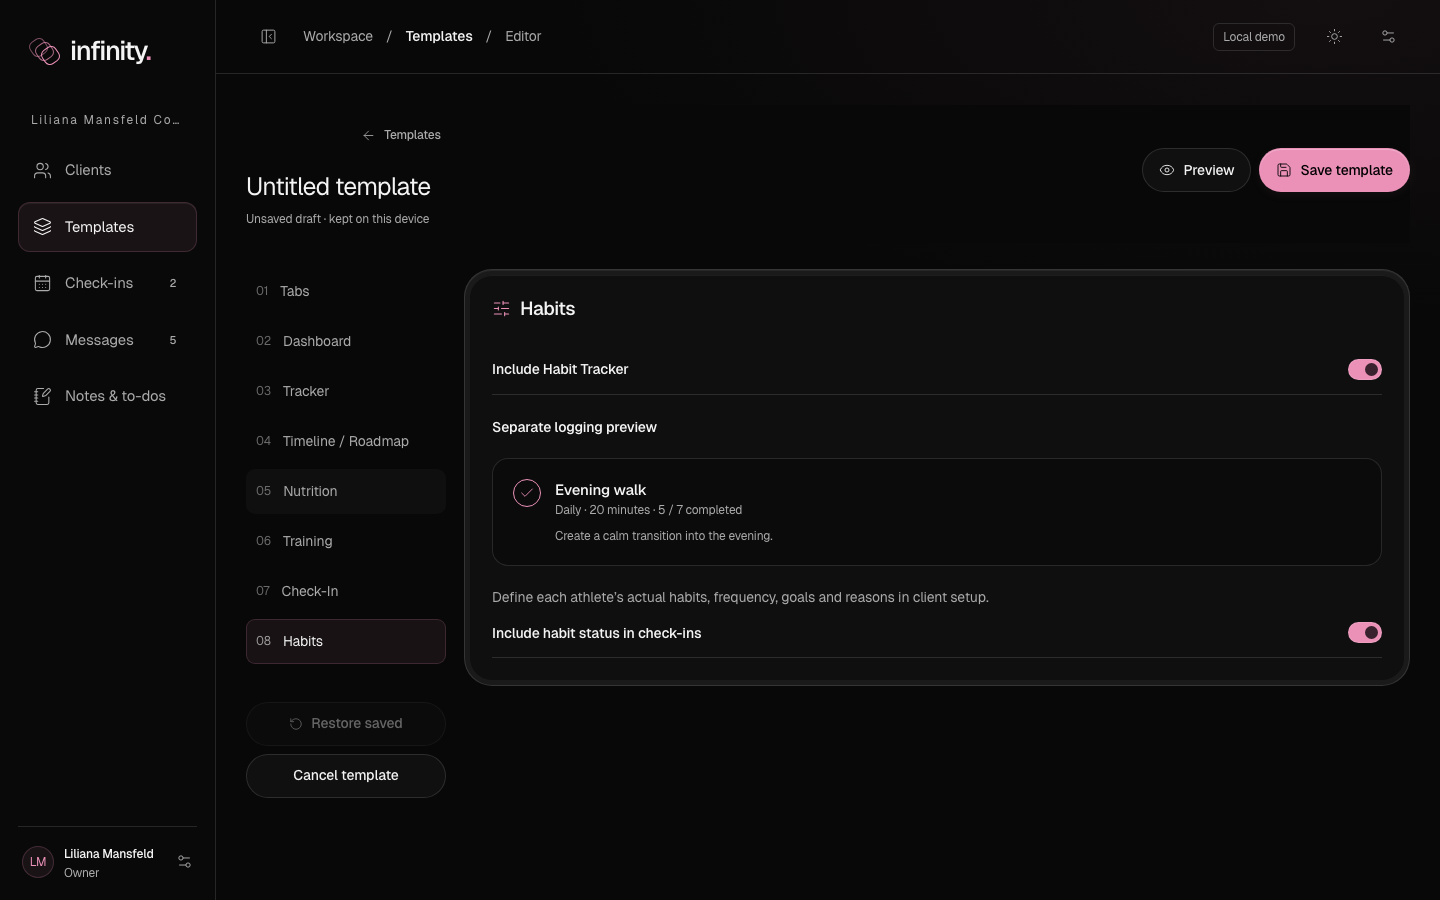 infinity.
Workspace / Templates / Editor
Local demo
Liliana Mansfeld Co…
Clients
Templates
Check-ins 2
Messages 5
Notes & to-dos
Templates
Untitled template
Unsaved draft · kept on this device
Preview
Save template
01 Tabs
02 Dashboard
03 Tracker
04 Timeline / Roadmap
05 Nutrition
06 Training
07 Check-In
08 Habits
Restore saved
Cancel template
Habits
Include Habit Tracker
Separate logging preview
Evening walk
Daily · 20 minutes · 5 / 7 completed
Create a calm transition into the evening.
Define each athlete’s actual habits, frequency, goals and reasons in client setup.
Include habit status in check-ins
LM
Liliana Mansfeld
Owner